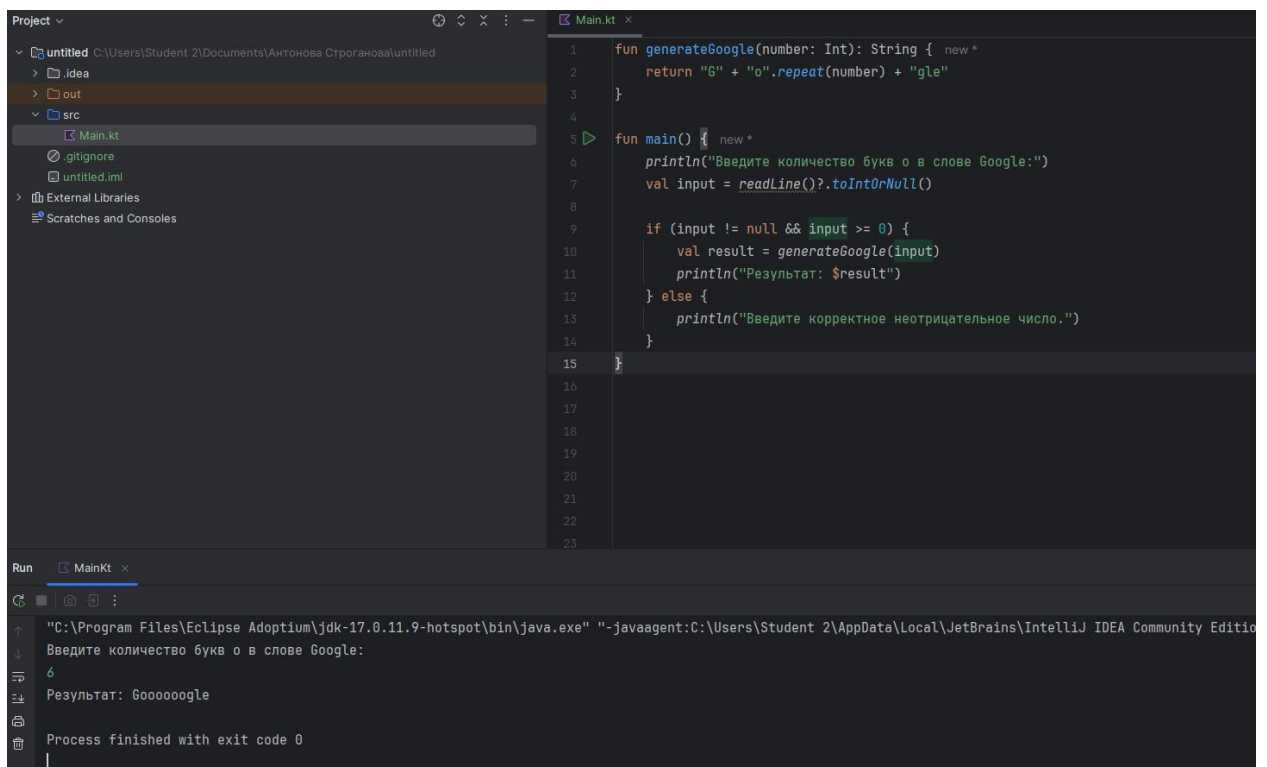 Project
untitled C:\Users\Student 2\Documents\Антонова Строганова\untitled
.idea
out
src
Main.kt
.gitignore
untitled.iml
External Libraries
Scratches and Consoles
Main.kt
1 fun generateGoogle(number: Int): String { new *
2 return "G" + "o".repeat(number) + "gle"
3 }
4
5 fun main() { new *
6 println("Введите количество букв о в слове Google:")
7 val input = readLine()?.toIntOrNull()
8
9 if (input != null && input >= 0) {
10 val result = generateGoogle(input)
11 println("Результат: $result")
12 } else {
13 println("Введите корректное неотрицательное число.")
14 }
15 }
16
17
18
19
20
21
22
23
Run MainKt
"C:\Program Files\Eclipse Adoptium\jdk-17.0.11.9-hotspot\bin\java.exe" "-javaagent:C:\Users\Student 2\AppData\Local\JetBrains\IntelliJ IDEA Community Editio
Введите количество букв о в слове Google:
6
Результат: Goooooogle
Process finished with exit code 0